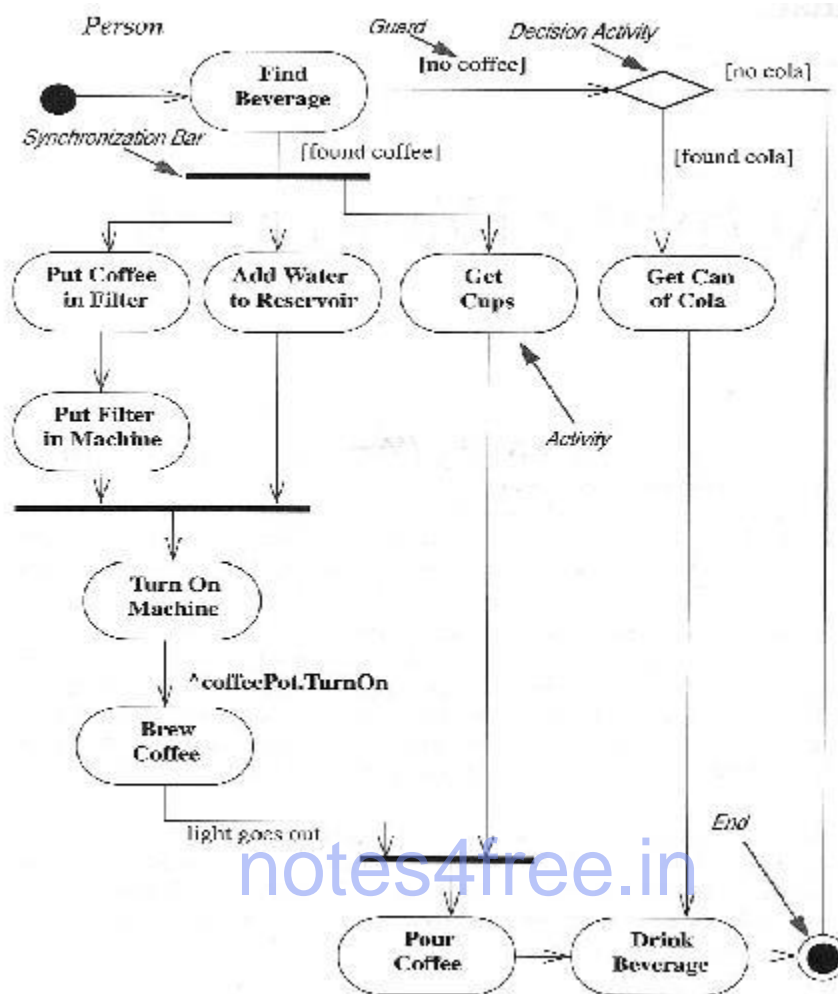 Person
Guard
Decision Activity
Find
Beverage
[no coffee]
[no cola]
Synchronization Bar
[found coffee]
[found cola]
Put Coffee
in Filter
Add Water
to Reservoir
Get
Cups
Get Can
of Cola
Put Filter
in Machine
Activity
Turn On
Machine
^coffeePot.TurnOn
Brew
Coffee
light goes out
End
notes4free.in
Pour
Coffee
Drink
Beverage